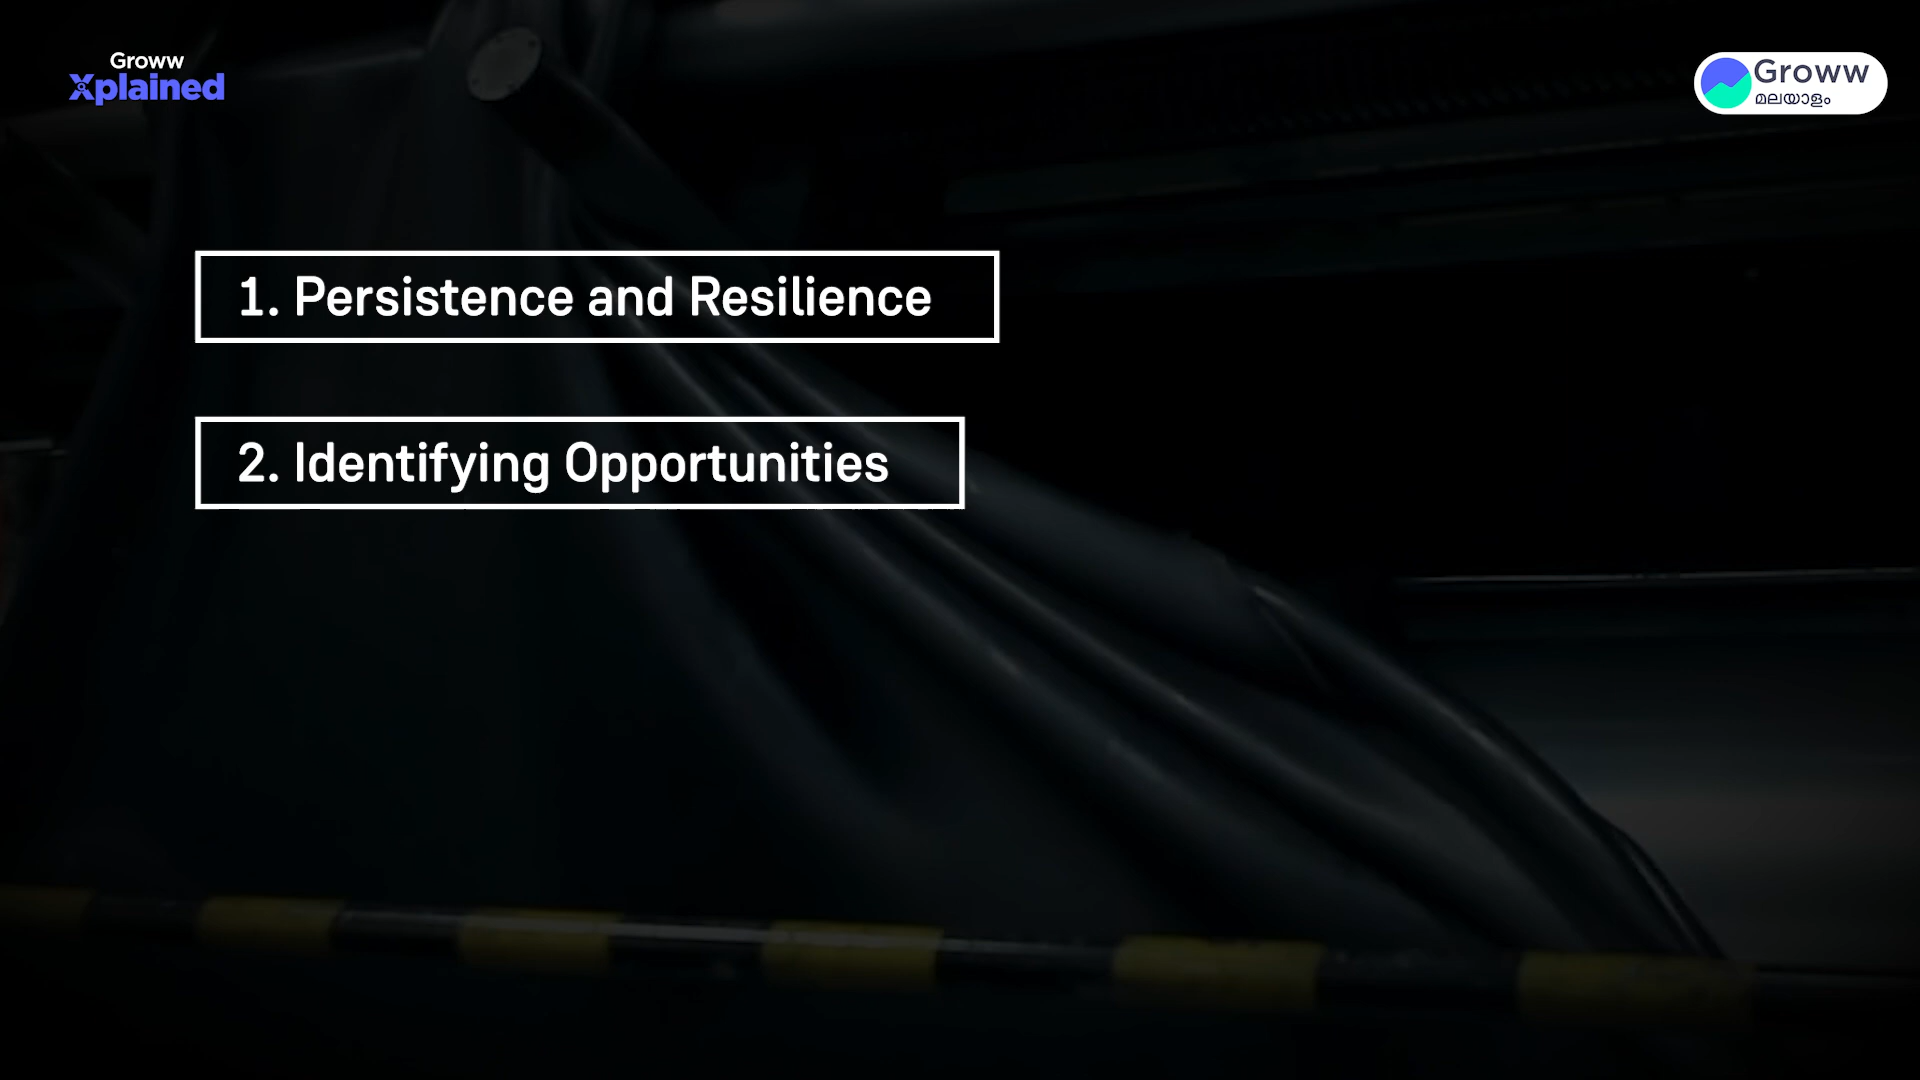 Groww
Xplained
Groww
മലയാളം
1. Persistence and Resilience
2. Identifying Opportunities